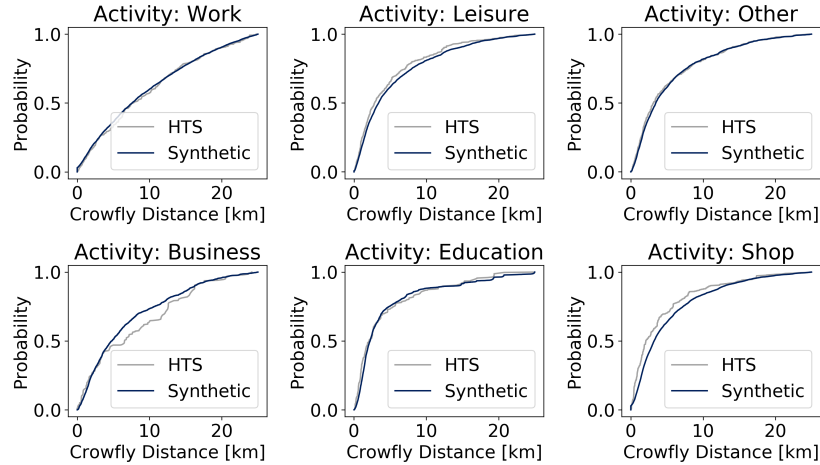 Activity: Work
Activity: Leisure
Activity: Other
Probability
1.0
0.5
0.0
HTS
Synthetic
0
10
20
Crowfly Distance [km]
Probability
1.0
0.5
0.0
HTS
Synthetic
0
10
20
Crowfly Distance [km]
Probability
1.0
0.5
0.0
HTS
Synthetic
0
10
20
Crowfly Distance [km]
Activity: Business
Activity: Education
Activity: Shop
Probability
1.0
0.5
0.0
HTS
Synthetic
0
10
20
Crowfly Distance [km]
Probability
1.0
0.5
0.0
HTS
Synthetic
0
10
20
Crowfly Distance [km]
Probability
1.0
0.5
0.0
HTS
Synthetic
0
10
20
Crowfly Distance [km]